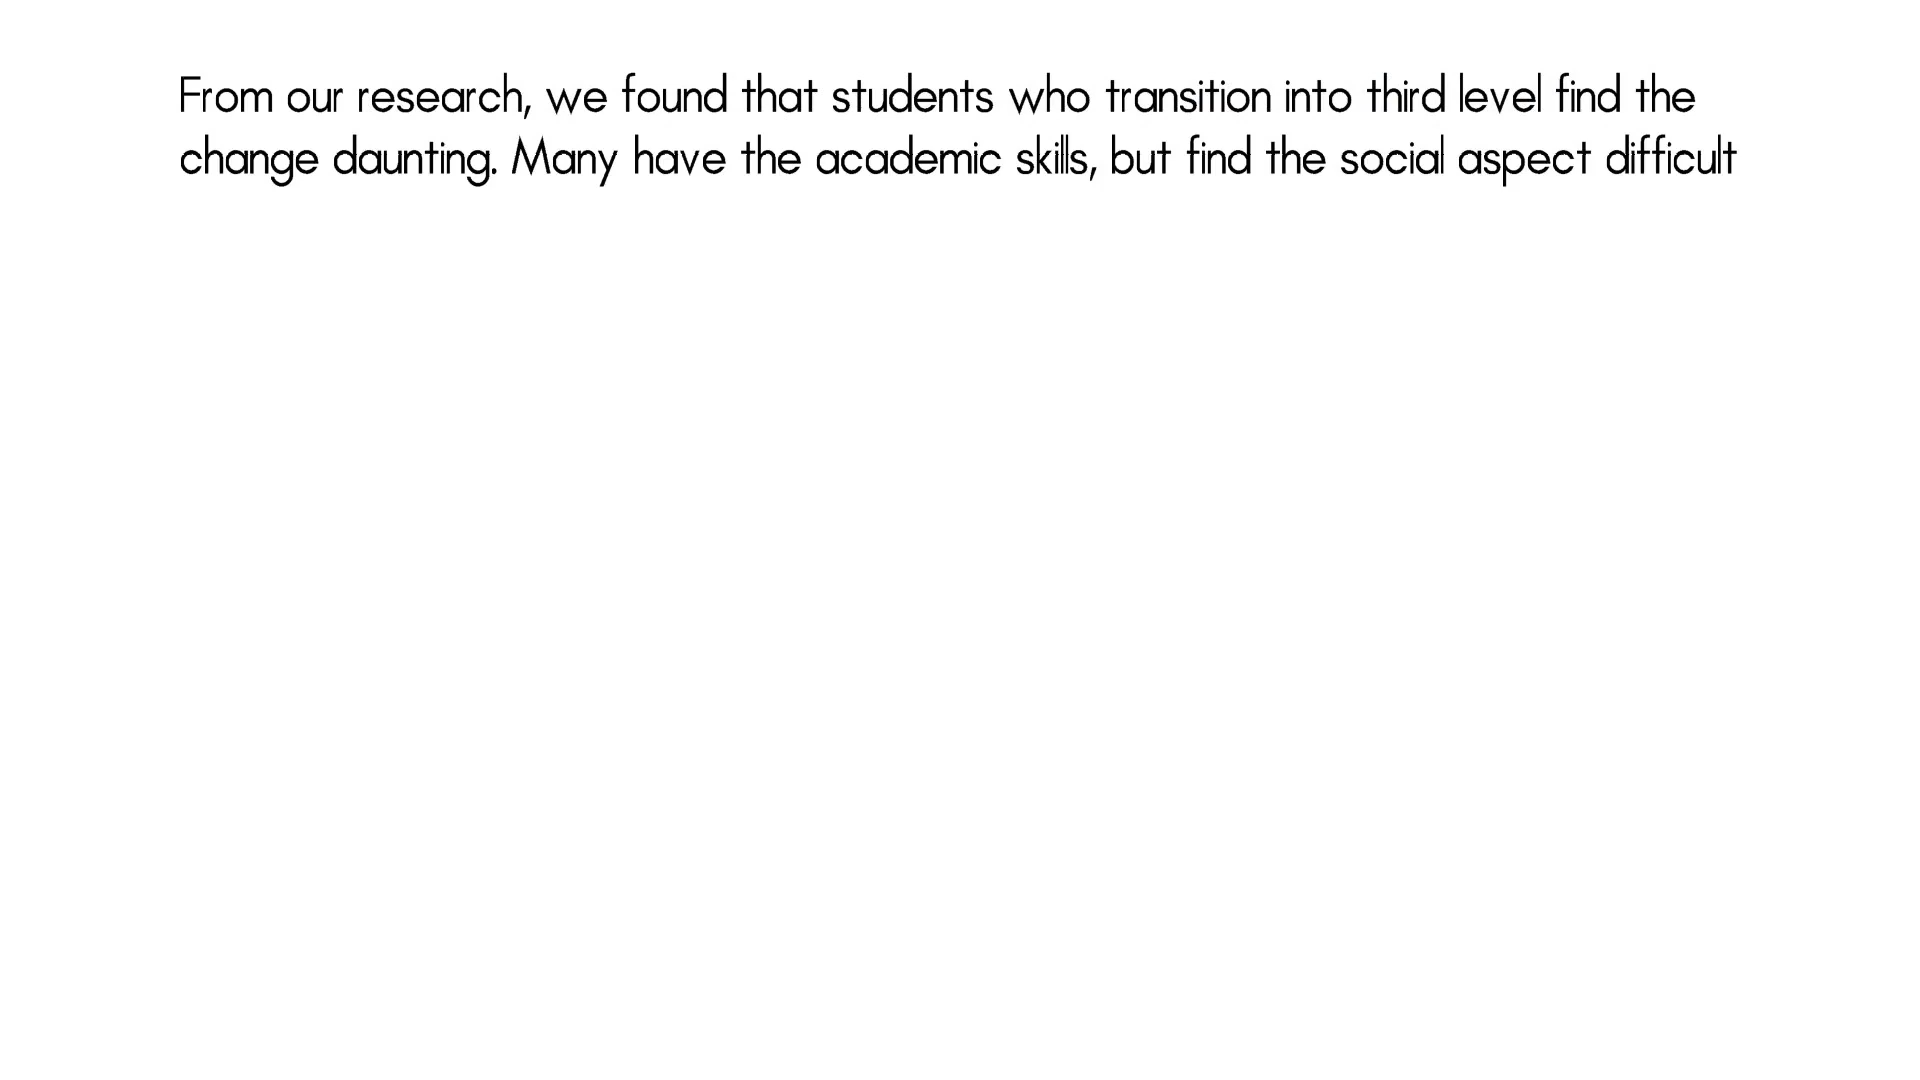 From our research, we found that students who transition into third level find the
change daunting. Many have the academic skills, but find the social aspect difficult